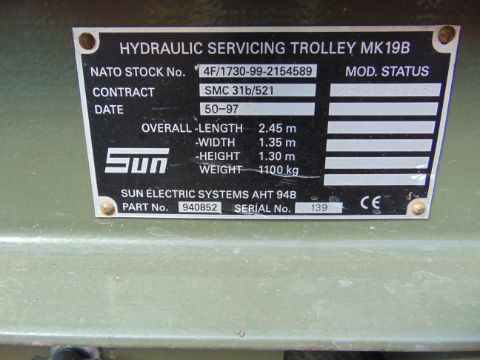 HYDRAULIC SERVICING TROLLEY MK19B
NATO STOCK No. 4F/1730-99-2154589 MOD. STATUS
CONTRACT SMC 31b/521
DATE 50-97
OVERALL -LENGTH 2.45 m
-WIDTH 1.35 m
-HEIGHT 1.30 m
WEIGHT 1100 kg
Sun
SUN ELECTRIC SYSTEMS AHT 94B
PART No. 940852 SERIAL No. 139 CE